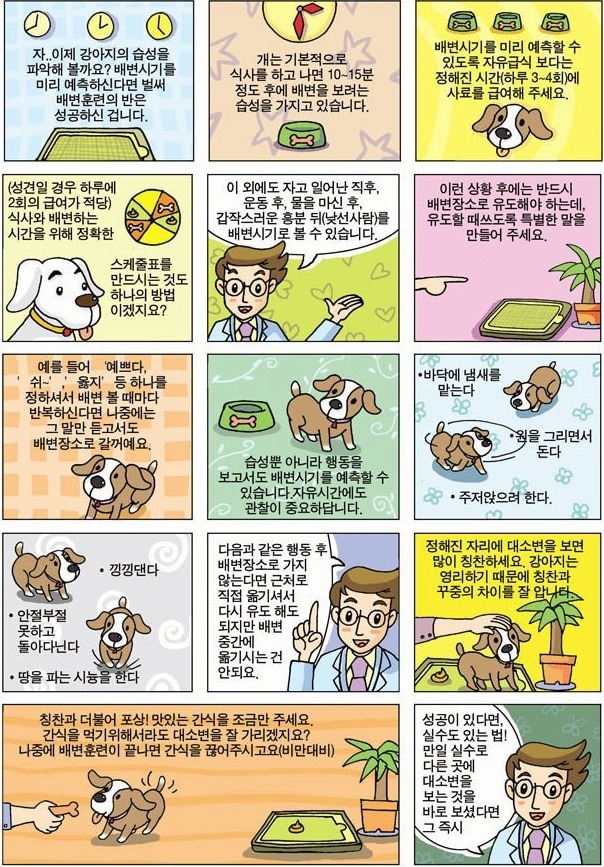 자..이제 강아지의 습성을
파악해 볼까요? 배변시기를
미리 예측하신다면 벌써
배변훈련의 반은
성공하신 겁니다.
개는 기본적으로
식사를 하고 나면 10~15분
정도 후에 배변을 보려는
습성을 가지고 있습니다.
배변시기를 미리 예측할 수
있도록 자유급식 보다는
정해진 시간(하루 3~4회)에
사료를 급여해 주세요.
(성견일 경우 하루에
2회의 급여가 적당)
식사와 배변하는
시간을 위해 정확한
스케줄표를
만드시는 것도
하나의 방법
이겠지요?
이 외에도 자고 일어난 직후,
운동 후, 물을 마신 후,
갑작스러운 흥분 뒤(낯선사람)를
배변시기로 볼 수 있습니다.
이런 상황 후에는 반드시
배변장소로 유도해야 하는데,
유도할 때쓰도록 특별한 말을
만들어 주세요.
예를 들어 '예쁘다,
' 쉬~' , ' 옳지' 등 하나를
정하셔서 배변 볼 때마다
반복하신다면 나중에는
그 말만 듣고서도
배변장소로 갈꺼예요.
습성뿐 아니라 행동을
보고서도 배변시기를 예측할 수
있습니다.자유시간에도
관찰이 중요하답니다.
•바닥에 냄새를
맡는다
•원을 그리면서
돈다
• 주저앉으려 한다.
• 낑낑댄다
• 안절부절
못하고
돌아다닌다
• 땅을 파는 시늉을 한다
다음과 같은 행동 후
배변장소로 가지
않는다면 근처로
직접 옮기셔서
다시 유도 해도
되지만 배변
중간에
옮기시는 건
안되요.
정해진 자리에 대소변을 보면
많이 칭찬하세요. 강아지는
영리하기 때문에 칭찬과
꾸중의 차이를 잘 압니다.
칭찬과 더불어 포상! 맛있는 간식을 조금만 주세요.
간식을 먹기위해서라도 대소변을 잘 가리겠지요?
나중에 배변훈련이 끝나면 간식을 끊어주시고요(비만대비)
성공이 있다면,
실수도 있는 법!
만일 실수로
다른 곳에
대소변을
보는 것을
바로 보셨다면
그 즉시